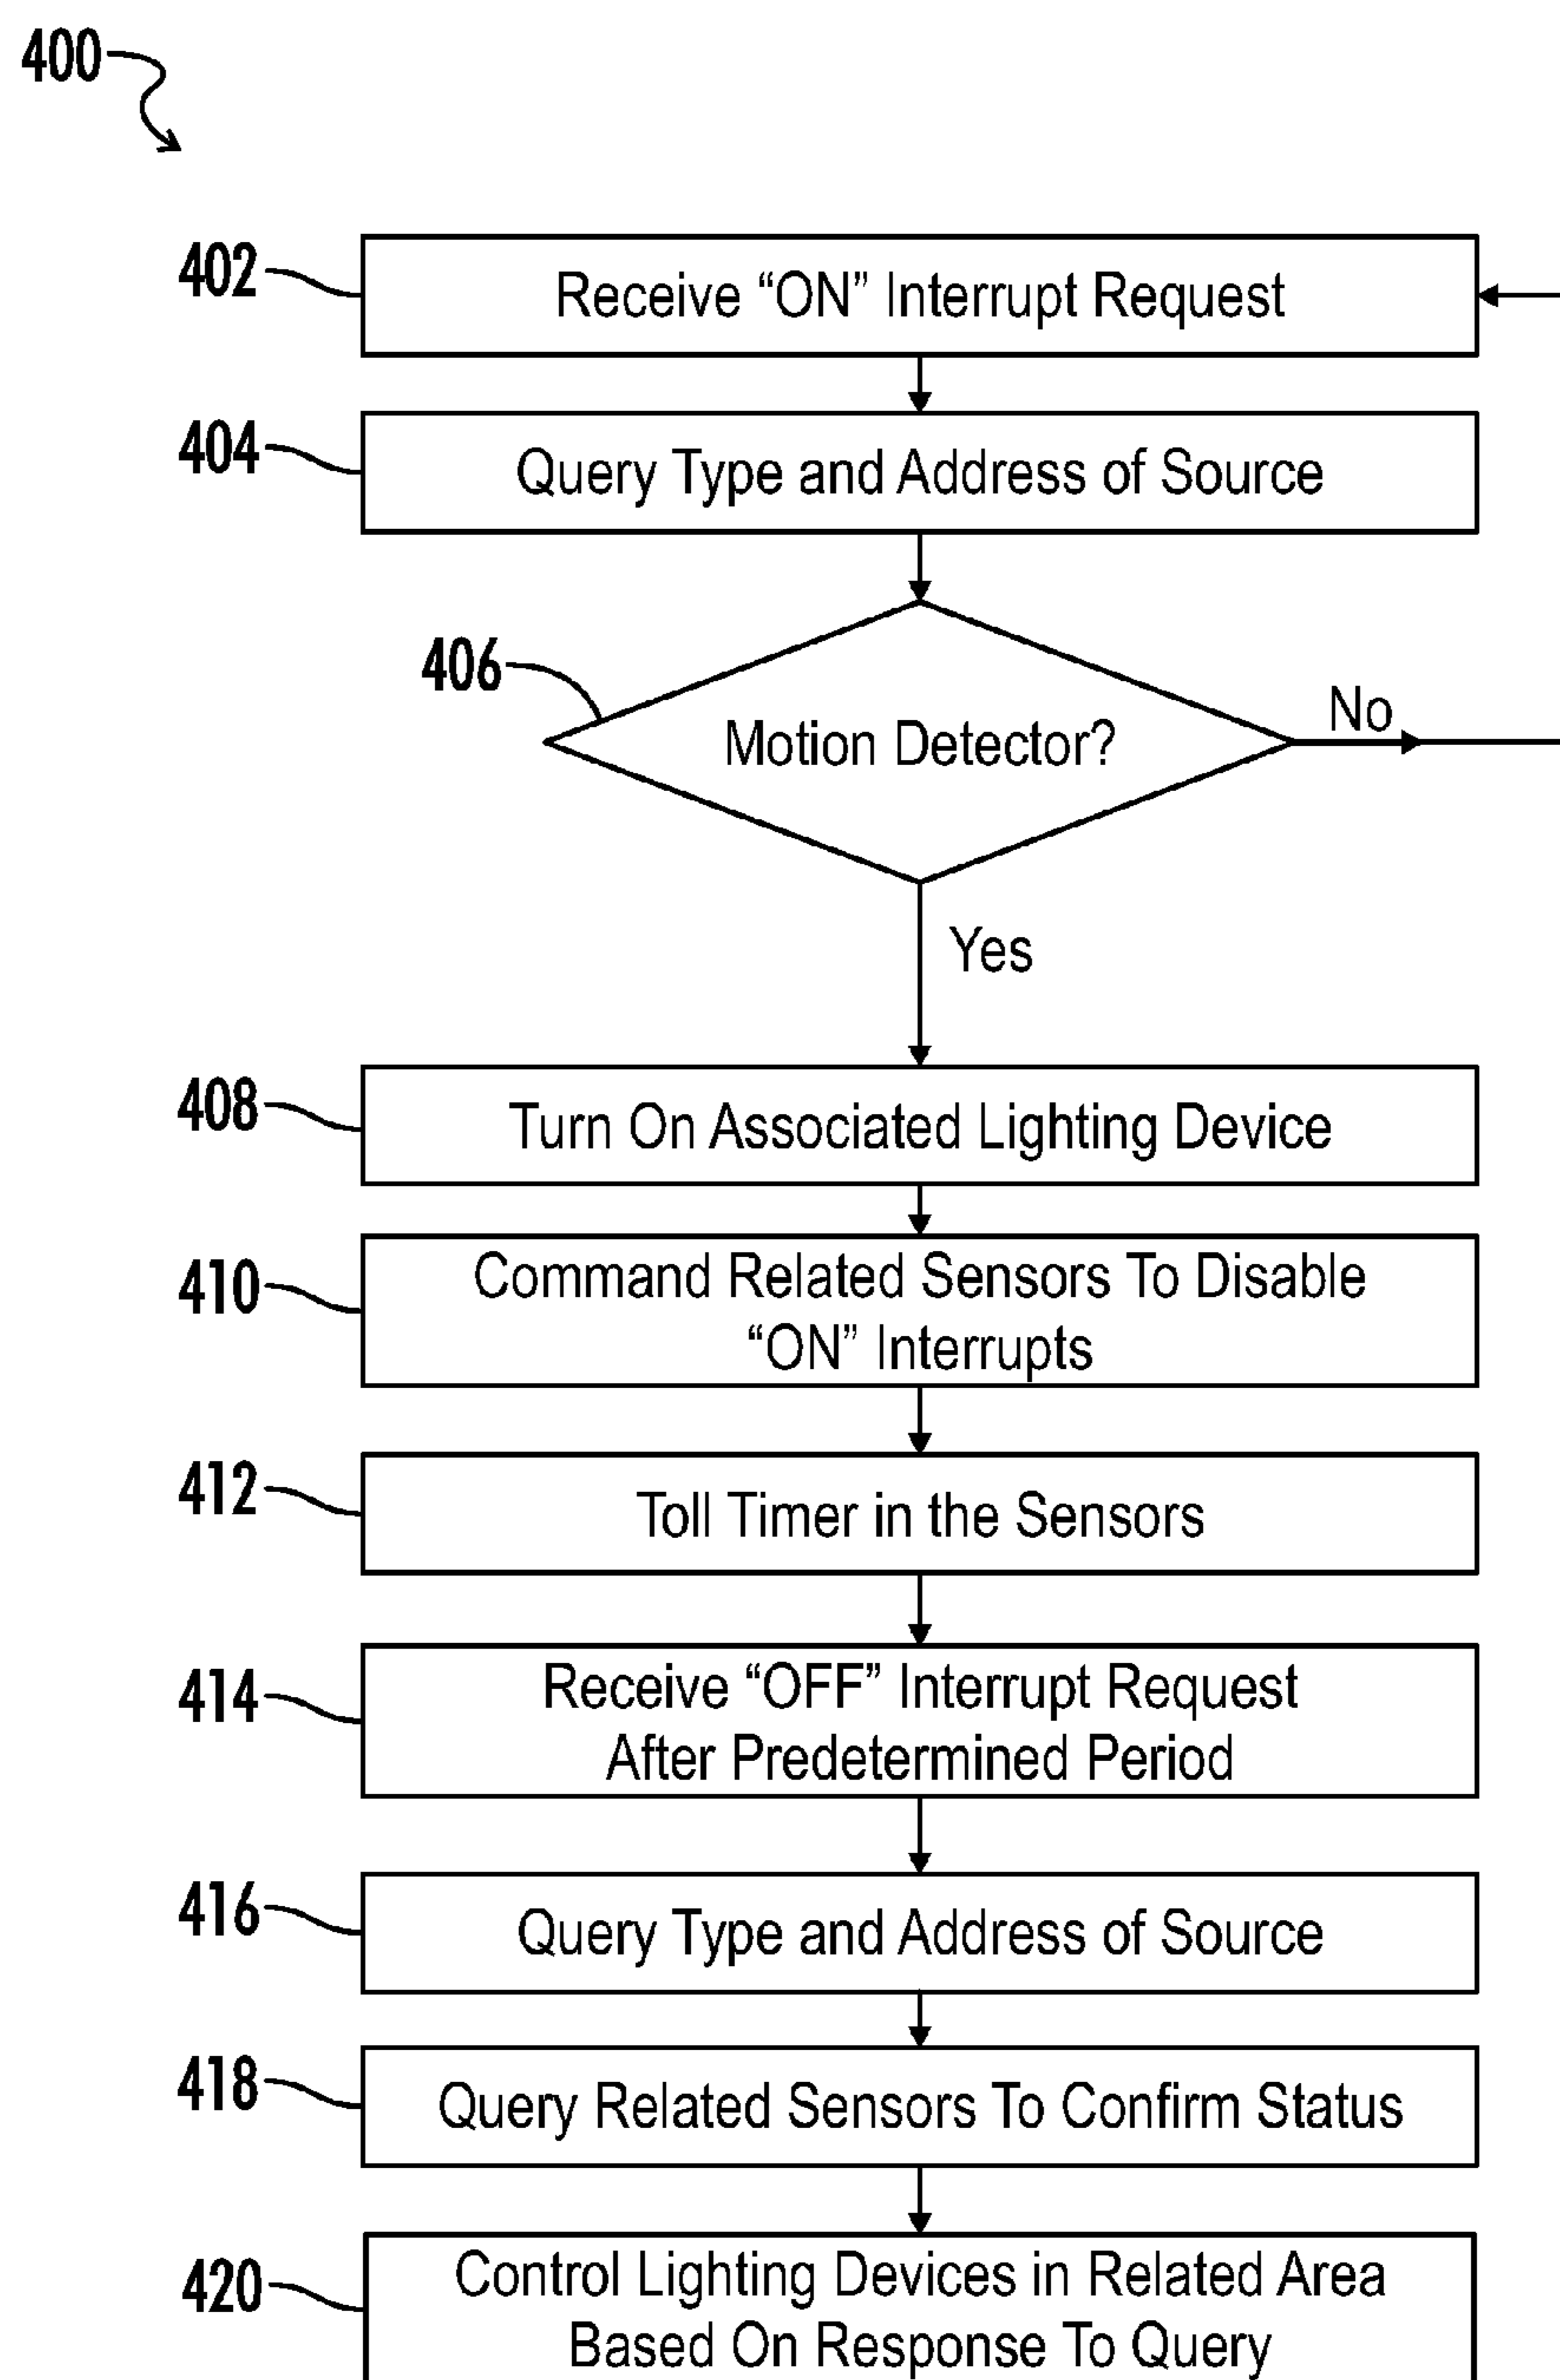 400
402
Receive “ON” Interrupt Request
404
Query Type and Address of Source
406
Motion Detector?
No
Yes
408
Turn On Associated Lighting Device
410
Command Related Sensors To Disable
“ON” Interrupts
412
Toll Timer in the Sensors
414
Receive “OFF” Interrupt Request
After Predetermined Period
416
Query Type and Address of Source
418
Query Related Sensors To Confirm Status
420
Control Lighting Devices in Related Area
Based On Response To Query